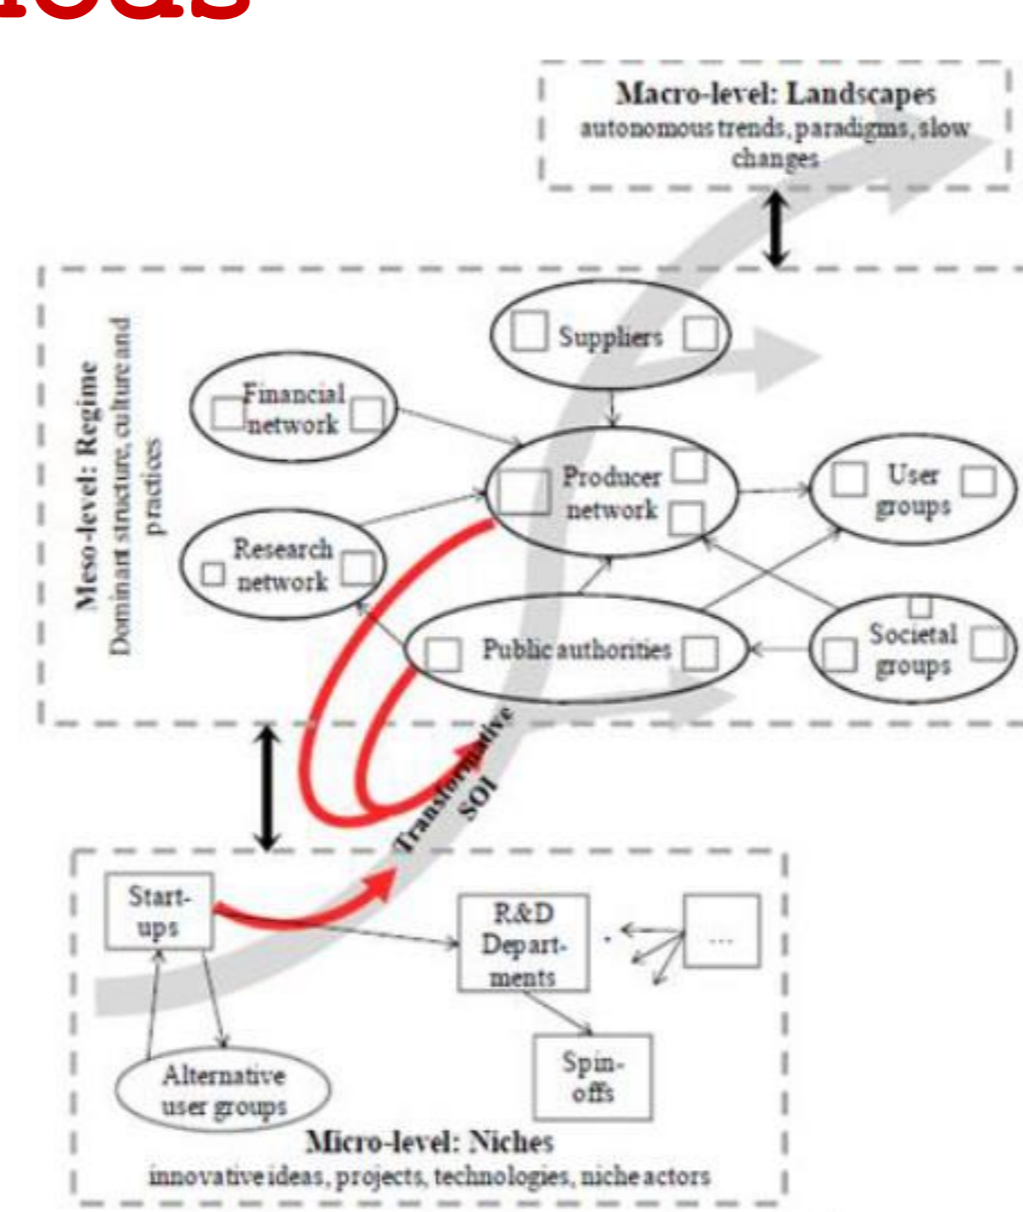 Macro-level: Landscapes
autonomous trends, paradigms, slow
changes
Meso-level: Regime
Dominant structure, culture and
practices
Suppliers
Financial
network
Producer
network
User
groups
Research
network
Public authorities
Societal
groups
Transformative
SOI
Start-
ups
R&D
Depart-
ments
...
Spin-
offs
Alternative
user groups
Micro-level: Niches
innovative ideas, projects, technologies, niche actors